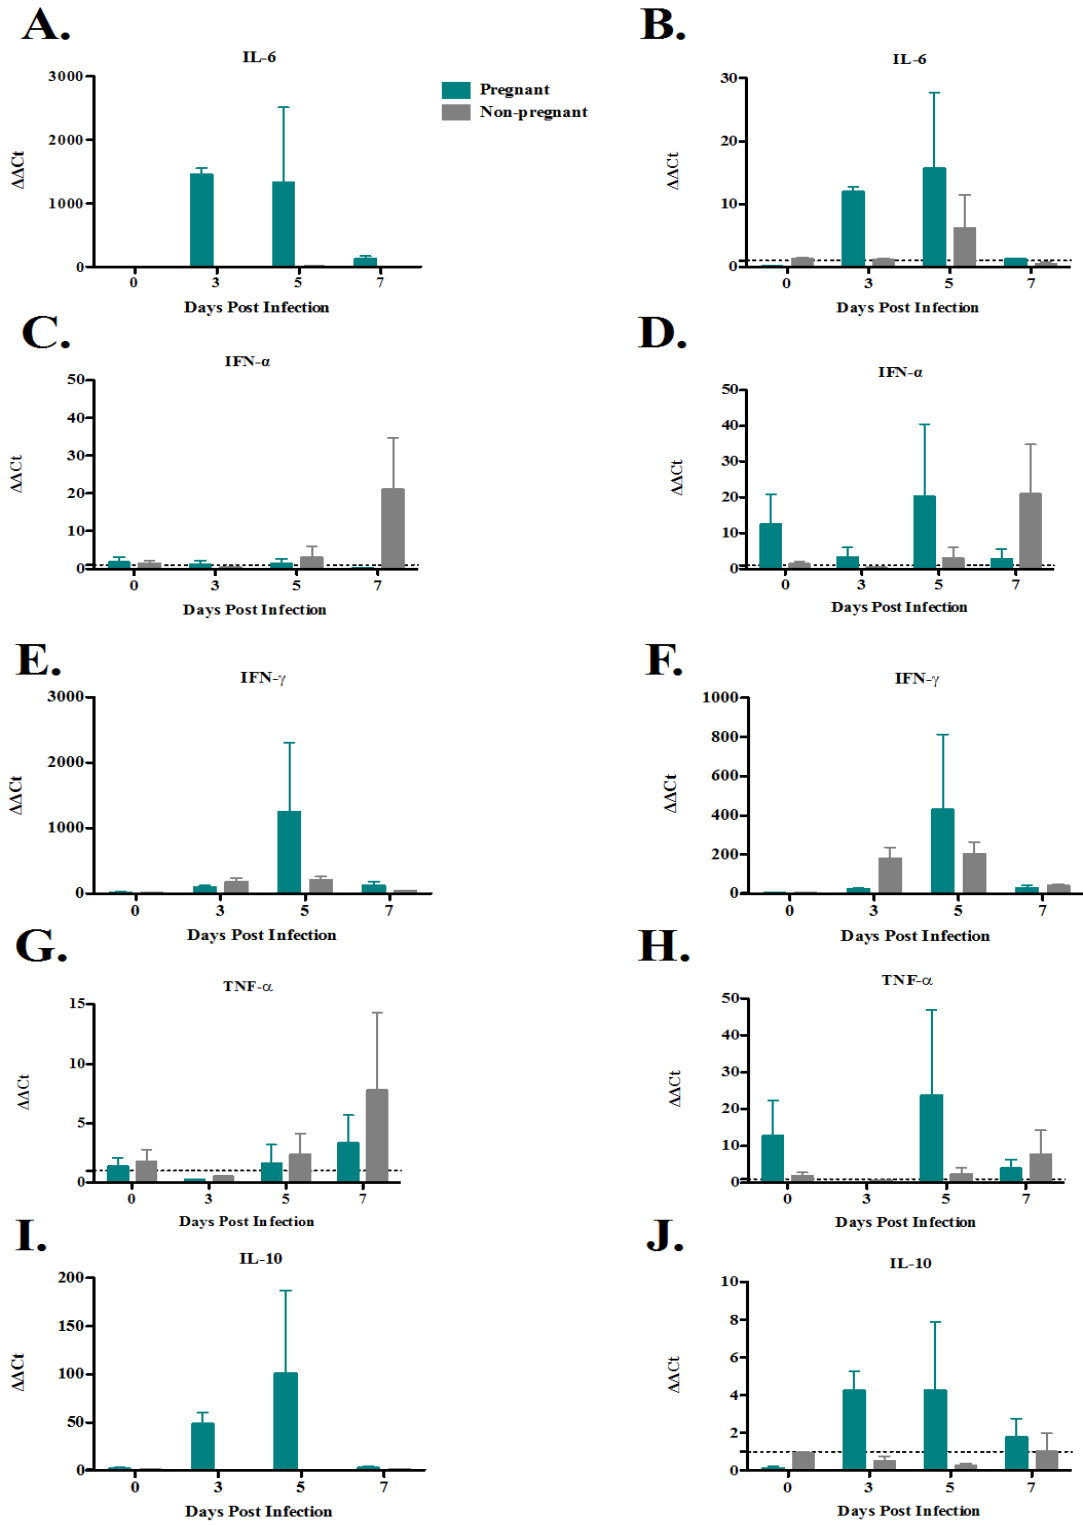 A.
IL-6
3000
2000
1000
0
ΔΔCt
0 3 5 7
Days Post Infection
Pregnant
Non-pregnant
B.
IL-6
30
20
10
0
ΔΔCt
0 3 5 7
Days Post Infection
C.
IFN-α
50
40
30
20
10
0
ΔΔCt
0 3 5 7
Days Post Infection
D.
IFN-α
50
40
30
20
10
0
ΔΔCt
0 3 5 7
Days Post Infection
E.
IFN-γ
3000
2000
1000
0
ΔΔCt
0 3 5 7
Days Post Infection
F.
IFN-γ
1000
800
600
400
200
0
ΔΔCt
0 3 5 7
Days Post Infection
G.
TNF-α
15
10
5
0
ΔΔCt
0 3 5 7
Days Post Infection
H.
TNF-α
50
40
30
20
10
0
ΔΔCt
0 3 5 7
Days Post Infection
I.
IL-10
200
150
100
50
0
ΔΔCt
0 3 5 7
Days Post Infection
J.
IL-10
10
8
6
4
2
0
ΔΔCt
0 3 5 7
Days Post Infection